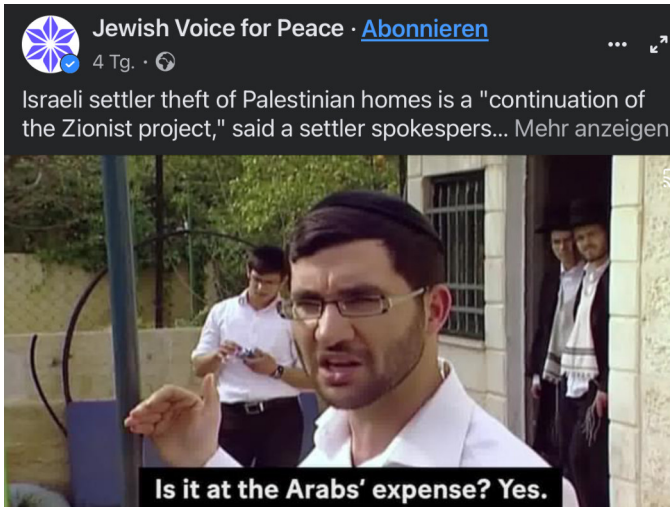 Jewish Voice for Peace · Abonnieren
4 Tg. ·
Israeli settler theft of Palestinian homes is a "continuation of
the Zionist project," said a settler spokespers... Mehr anzeigen
Is it at the Arabs' expense? Yes.